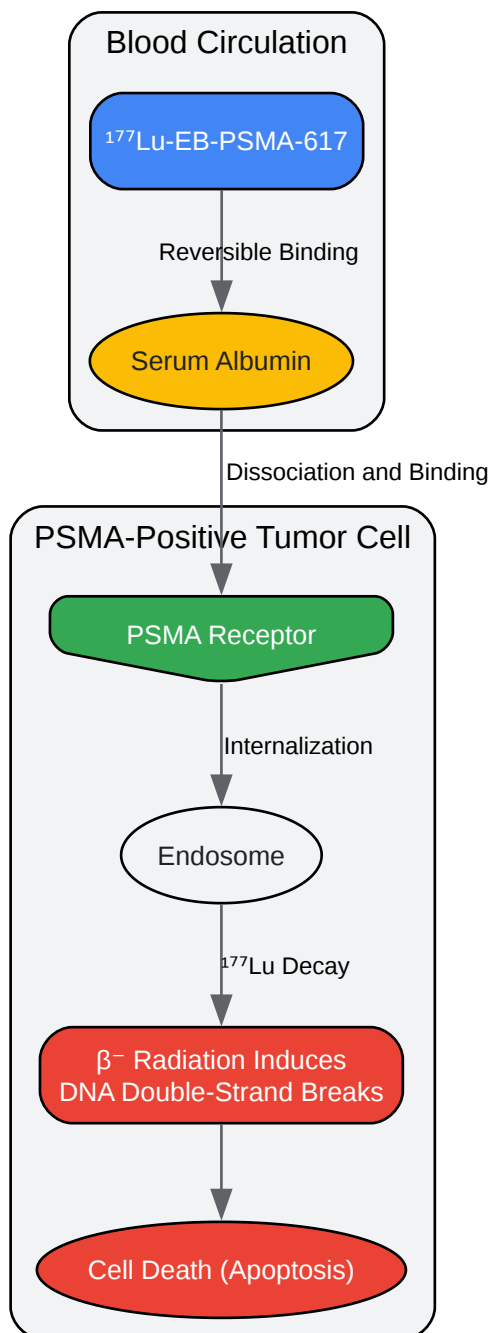 Blood Circulation
¹⁷⁷Lu-EB-PSMA-617
Reversible Binding
Serum Albumin
Dissociation and Binding
PSMA-Positive Tumor Cell
PSMA Receptor
Internalization
Endosome
¹⁷⁷Lu Decay
β⁻ Radiation Induces
DNA Double-Strand Breaks
Cell Death (Apoptosis)